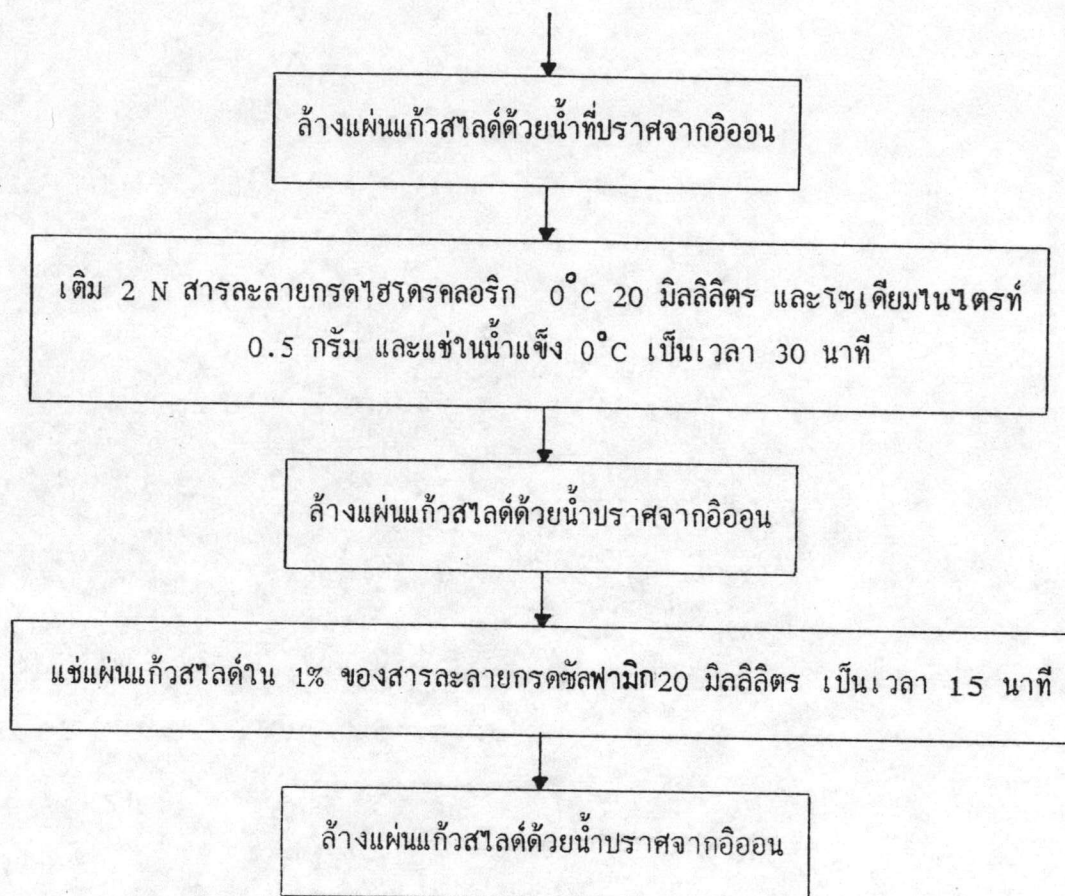 ล้างแผ่นแก้วสไลด์ด้วยน้ำที่ปราศจากอิออน
เติม 2 N สารละลายกรดไฮโดรคลอริก 0°C 20 มิลลิลิตร และโซเดียมไนไตรท์
0.5 กรัม และแช่ในน้ำแข็ง 0°C เป็นเวลา 30 นาที
ล้างแผ่นแก้วสไลด์ด้วยน้ำปราศจากอิออน
แช่แผ่นแก้วสไลด์ใน 1% ของสารละลายกรดซัลฟามิก20 มิลลิลิตร เป็นเวลา 15 นาที
ล้างแผ่นแก้วสไลด์ด้วยน้ำปราศจากอิออน